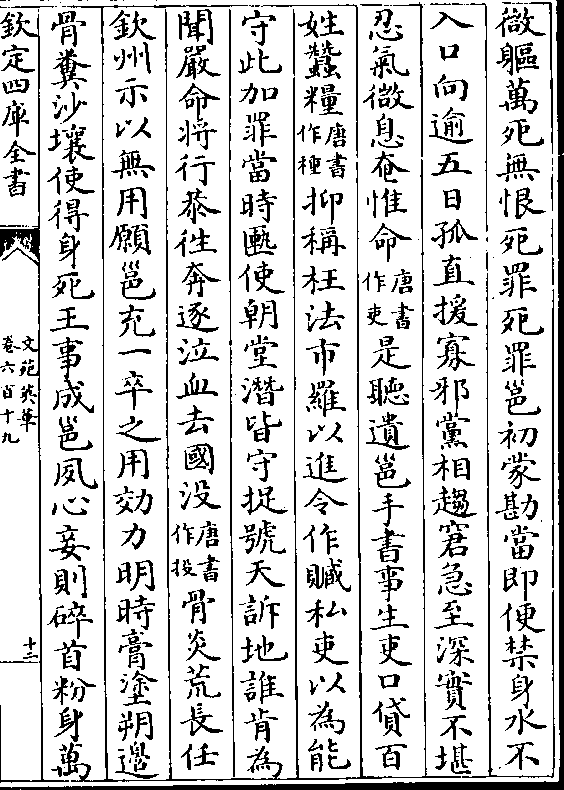 微軀萬死無恨死罪死罪邕初蒙勘當即便禁身水不
入口向逾五日孤直援寡邪黨相趨窘急至深實不堪
忍氣微息奄惟命唐書作吏是聽遺邕手書事生吏口貸百
姓蠶糧唐書作種抑稱枉法市羅以進令作贓私吏以為能
守此加罪當時匭使朝堂潛皆守捉號天訴地誰肯為
聞嚴命將行恭徃奔逐泣血去國没唐書作投骨炎荒長任
欽州示以無用願邕充一卒之用効力明時膏塗朔邊
骨糞沙壤使得身死王事成邕夙心妾則碎首粉身萬
欽定四庫全書
文苑英華
卷六百十九
十三